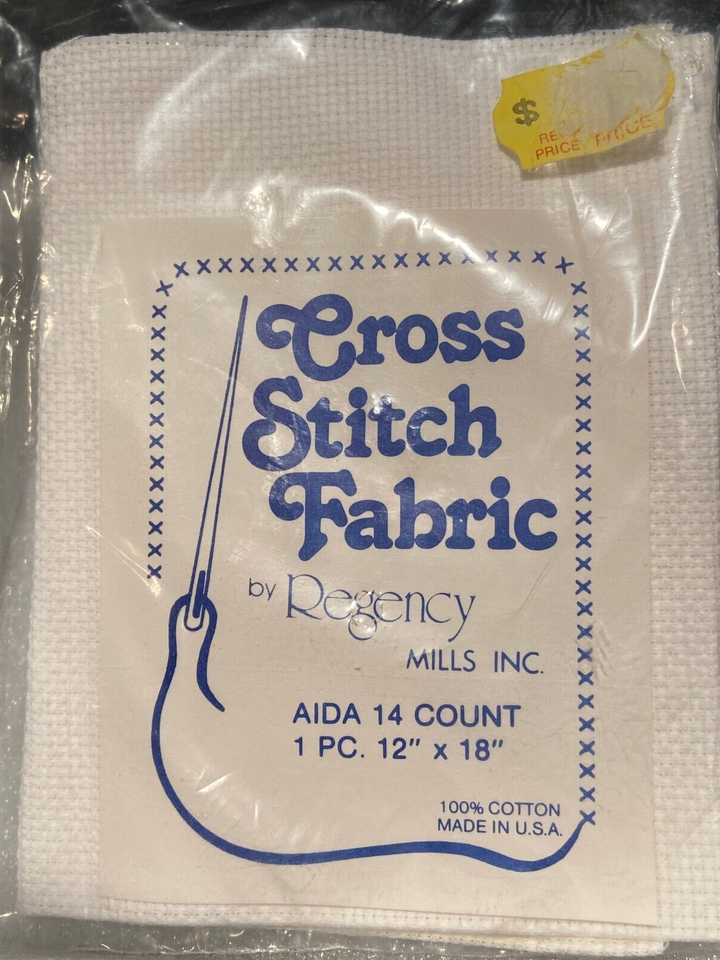 $
PRICE PRICE
Cross
Stitch
Fabric
by Regency
MILLS INC.
AIDA 14 COUNT
1 PC. 12" x 18"
100% COTTON
MADE IN U.S.A.